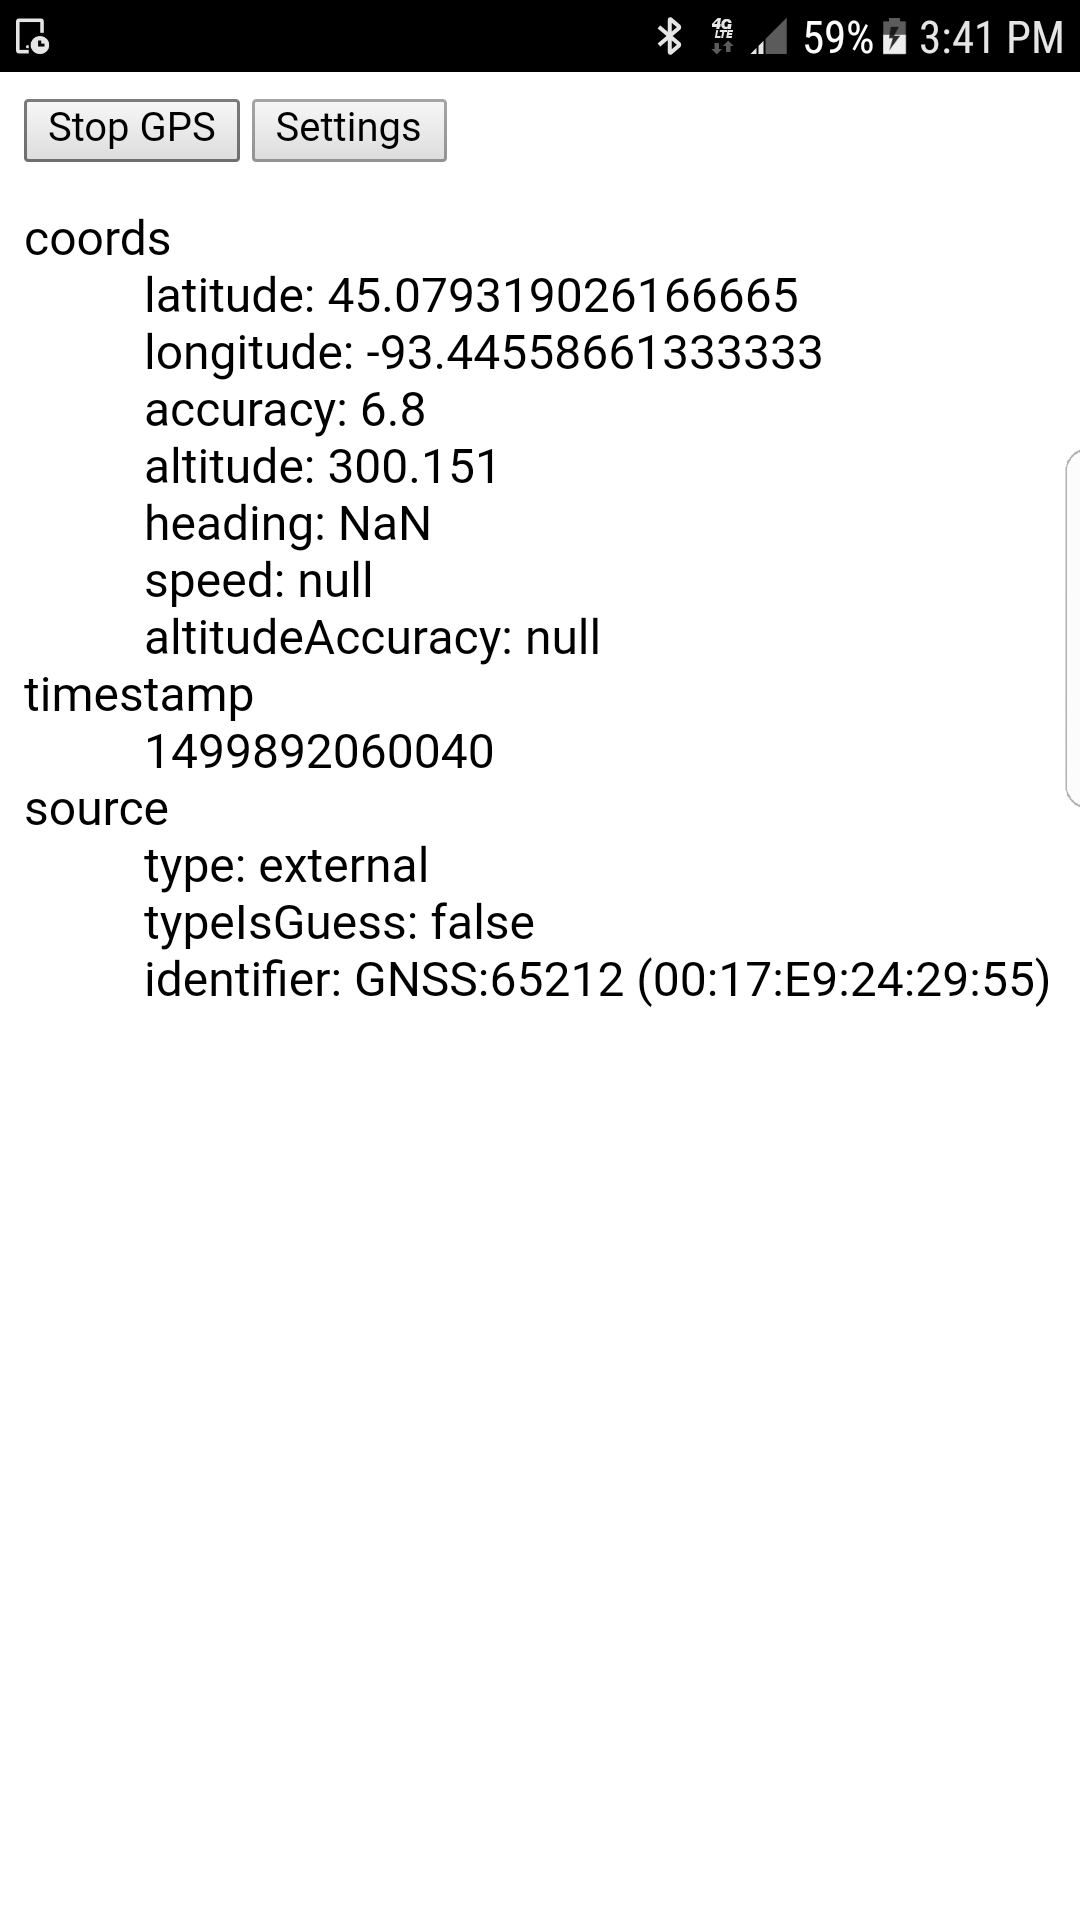 4G LTE 59% 3:41 PM
Stop GPS Settings
coords
latitude: 45.079319026166665
longitude: -93.44558661333333
accuracy: 6.8
altitude: 300.151
heading: NaN
speed: null
altitudeAccuracy: null
timestamp
1499892060040
source
type: external
typeIsGuess: false
identifier: GNSS:65212 (00:17:E9:24:29:55)